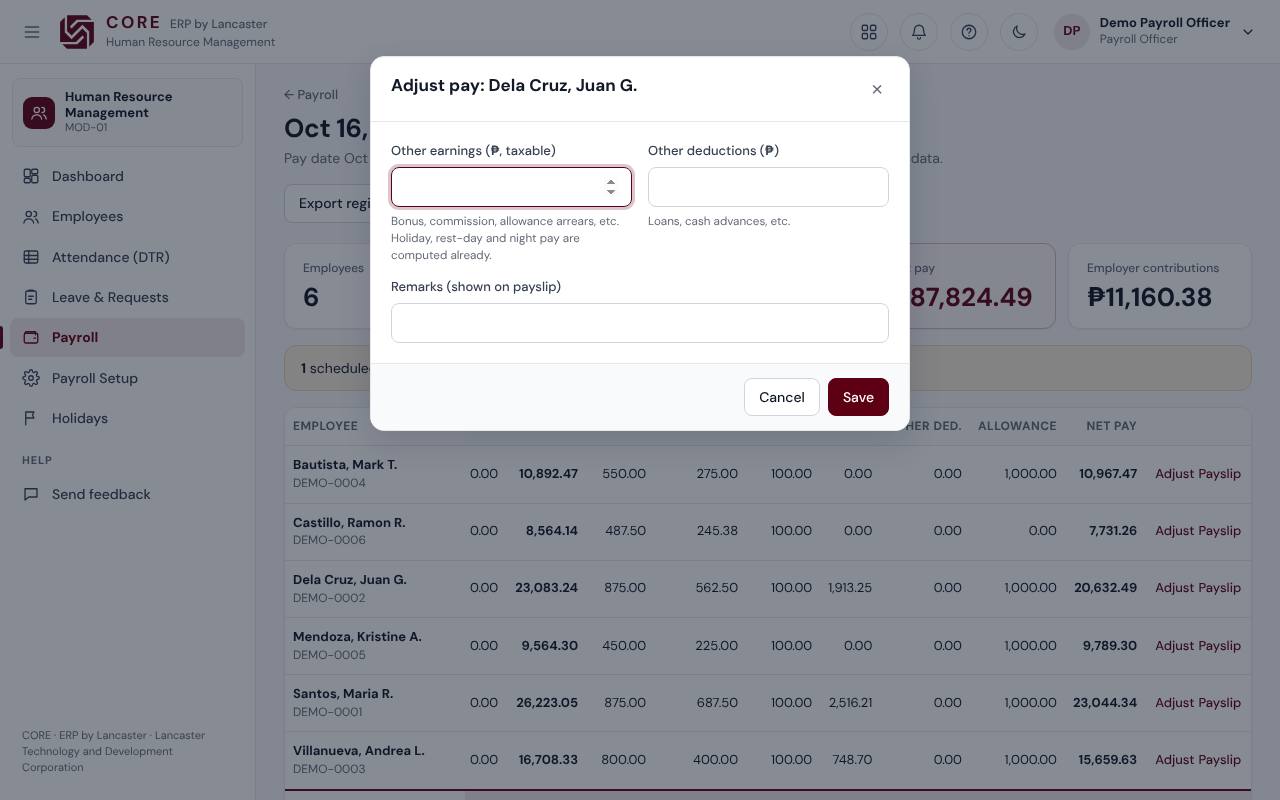 CORE ERP by Lancaster
Human Resource Management
DP
Demo Payroll Officer
Payroll Officer
Human Resource Management
MOD-01
Dashboard
Employees
Attendance (DTR)
Leave & Requests
Payroll
Payroll Setup
Holidays
HELP
Send feedback
CORE · ERP by Lancaster · Lancaster
Technology and Development
Corporation
← Payroll
Oct 16,
Pay date Oct
data.
Export regi
Employees
6
pay
87,824.49
Employer contributions
₱11,160.38
1 schedule
Adjust pay: Dela Cruz, Juan G.
×
Other earnings (₱, taxable)
Other deductions (₱)
Bonus, commission, allowance arrears, etc.
Holiday, rest-day and night pay are
computed already.
Loans, cash advances, etc.
Remarks (shown on payslip)
Cancel
Save
EMPLOYEE HER DED. ALLOWANCE NET PAY
Bautista, Mark T. 0.00 10,892.47 550.00 275.00 100.00 0.00 0.00 1,000.00 10,967.47 Adjust Payslip
DEMO-0004
Castillo, Ramon R. 0.00 8,564.14 487.50 245.38 100.00 0.00 0.00 0.00 7,731.26 Adjust Payslip
DEMO-0006
Dela Cruz, Juan G. 0.00 23,083.24 875.00 562.50 100.00 1,913.25 0.00 1,000.00 20,632.49 Adjust Payslip
DEMO-0002
Mendoza, Kristine A. 0.00 9,564.30 450.00 225.00 100.00 0.00 0.00 1,000.00 9,789.30 Adjust Payslip
DEMO-0005
Santos, Maria R. 0.00 26,223.05 875.00 687.50 100.00 2,516.21 0.00 1,000.00 23,044.34 Adjust Payslip
DEMO-0001
Villanueva, Andrea L. 0.00 16,708.33 800.00 400.00 100.00 748.70 0.00 1,000.00 15,659.63 Adjust Payslip
DEMO-0003